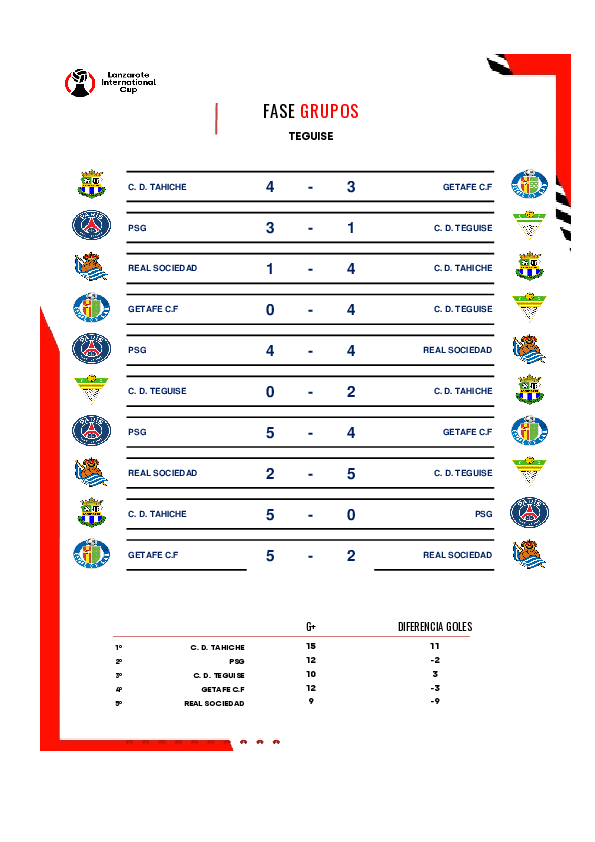 Lanzarote
International
Cup
FASE GRUPOS
TEGUISE
C. D. TAHICHE 4 - 3 GETAFE C.F
PSG 3 - 1 C. D. TEGUISE
REAL SOCIEDAD 1 - 4 C. D. TAHICHE
GETAFE C.F 0 - 4 C. D. TEGUISE
PSG 4 - 4 REAL SOCIEDAD
C. D. TEGUISE 0 - 2 C. D. TAHICHE
PSG 5 - 4 GETAFE C.F
REAL SOCIEDAD 2 - 5 C. D. TEGUISE
C. D. TAHICHE 5 - 0 PSG
GETAFE C.F 5 - 2 REAL SOCIEDAD
G+ DIFERENCIA GOLES
1º C. D. TAHICHE 15 11
2º PSG 12 -2
3º C. D. TEGUISE 10 3
4º GETAFE C.F 12 -3
5º REAL SOCIEDAD 9 -9